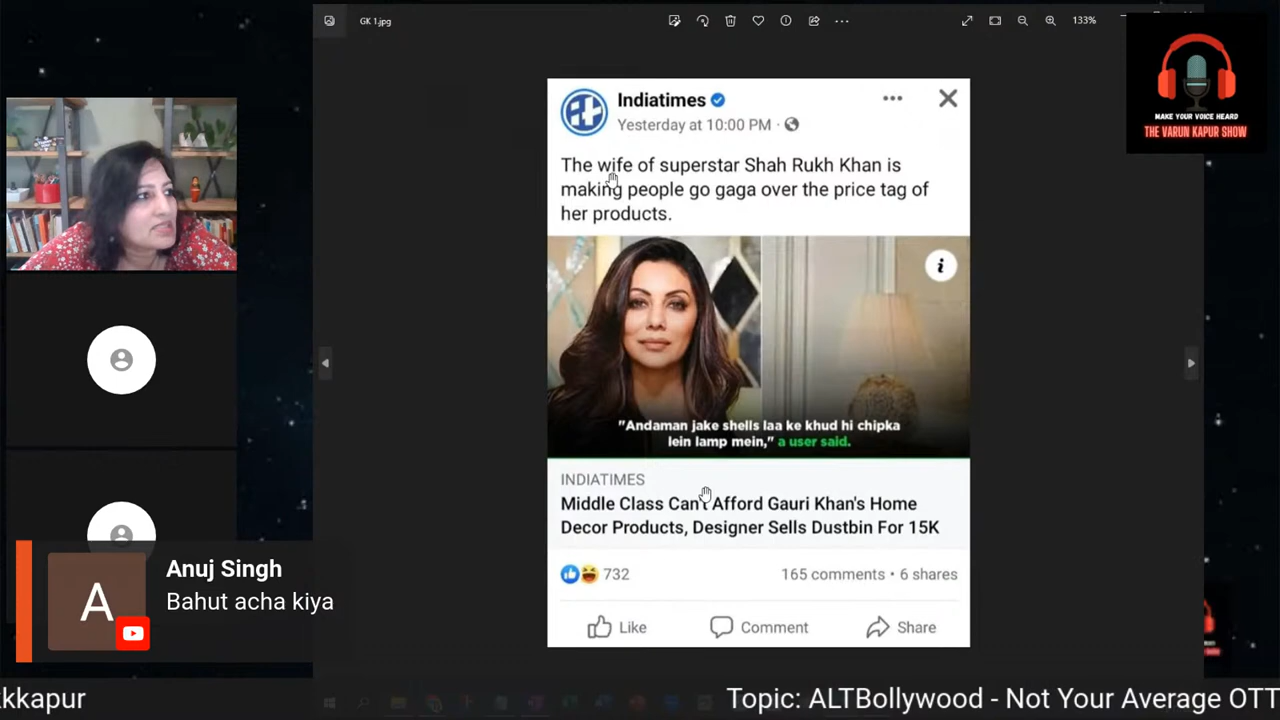 GK 1.jpg
133%
MAKE YOUR VOICE HEARD
THE VARUN KAPUR SHOW
Indiatimes
Yesterday at 10:00 PM ·
The wife of superstar Shah Rukh Khan is
making people go gaga over the price tag of
her products.
"Andaman jake shells laa ke khud hi chipka
lein lamp mein," a user said.
INDIATIMES
Middle Class Can't Afford Gauri Khan's Home
Decor Products, Designer Sells Dustbin For 15K
732
165 comments • 6 shares
Like
Comment
Share
A
Anuj Singh
Bahut acha kiya
kkapur
Topic: ALTBollywood - Not Your Average OTT